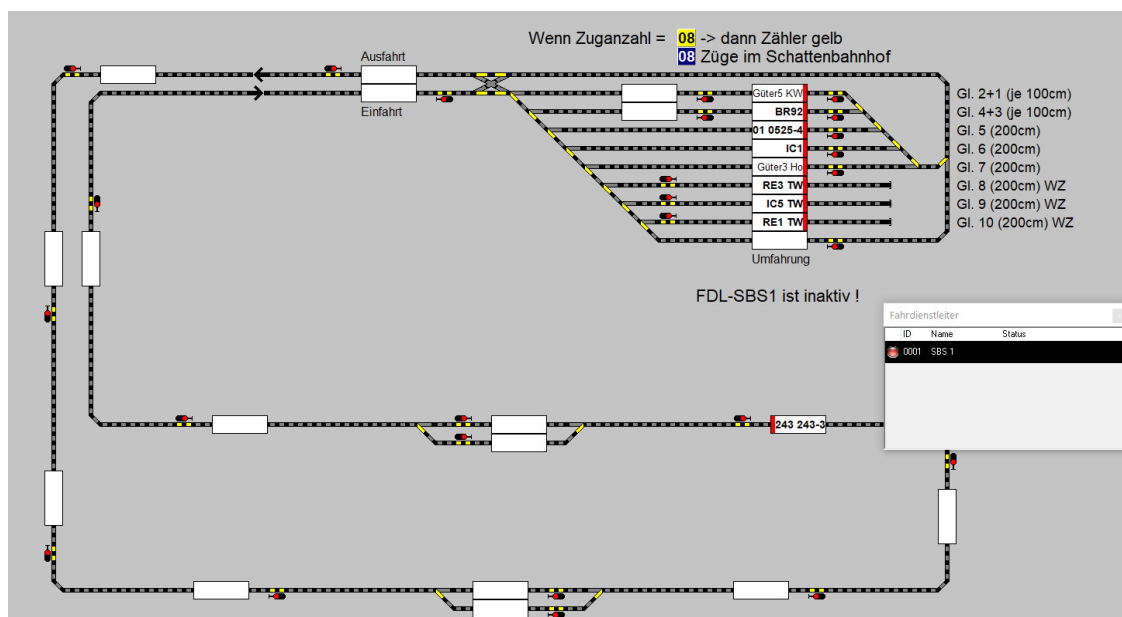 Wenn Zuganzahl = 08 -> dann Zähler gelb
08 Züge im Schattenbahnhof
Ausfahrt
Einfahrt
Güter5 KW
Gl. 2+1 (je 100cm)
BR92
Gl. 4+3 (je 100cm)
01 0525-4
Gl. 5 (200cm)
IC1
Gl. 6 (200cm)
Güter3 Ho
Gl. 7 (200cm)
RE3 TW
Gl. 8 (200cm) WZ
IC5 TW
Gl. 9 (200cm) WZ
RE1 TW
Gl. 10 (200cm) WZ
Umfahrung
FDL-SBS1 ist inaktiv !
Fahrdienstleiter
ID Name Status
0001 SBS 1
243 243-3